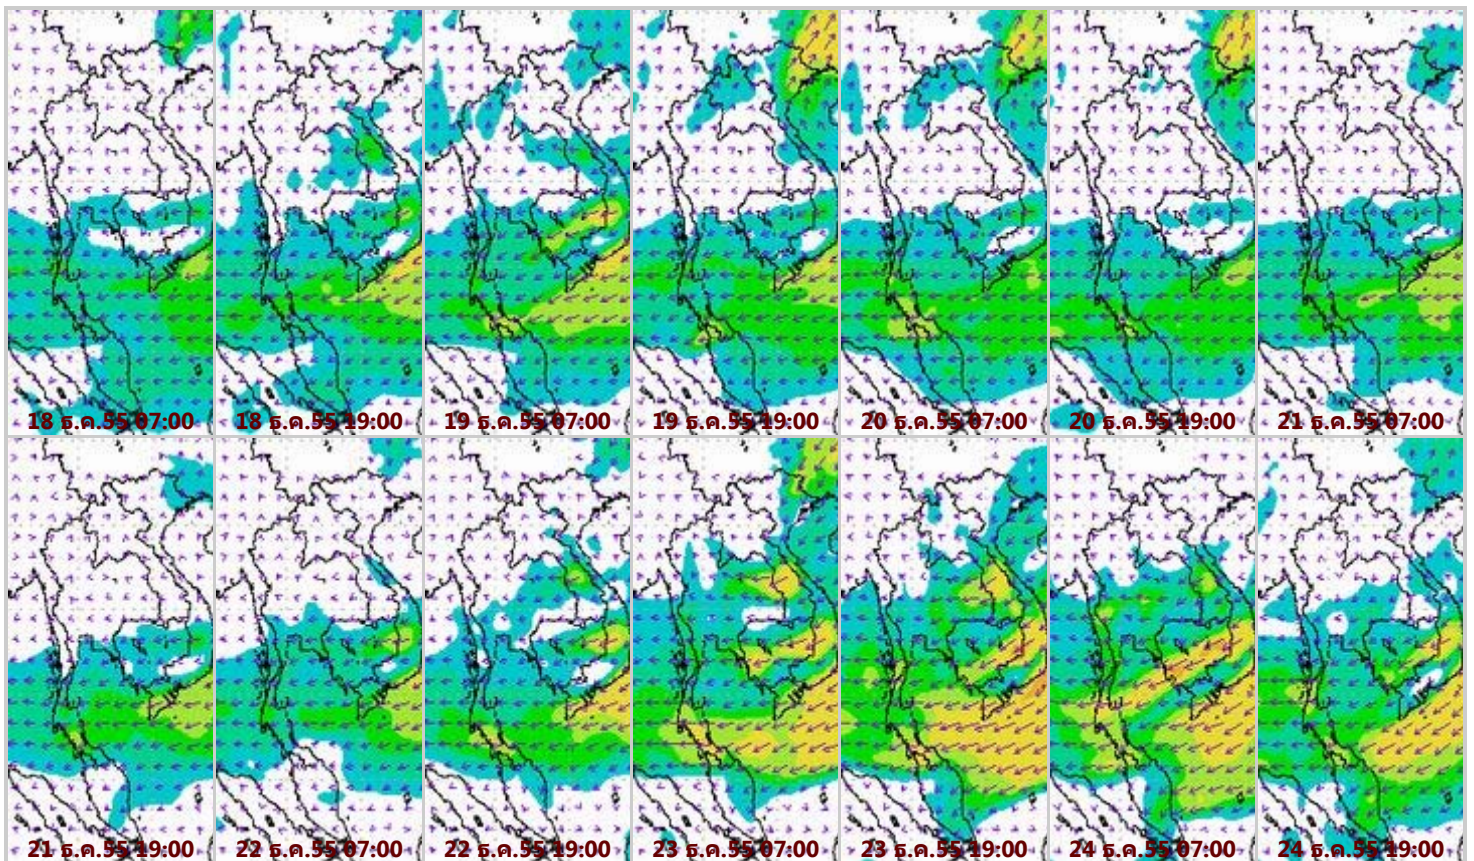 18 ธ.ค.55 07:00
18 ธ.ค.55 19:00
19 ธ.ค.55 07:00
19 ธ.ค.55 19:00
20 ธ.ค.55 07:00
20 ธ.ค.55 19:00
21 ธ.ค.55 07:00
21 ธ.ค.55 19:00
22 ธ.ค.55 07:00
22 ธ.ค.55 19:00
23 ธ.ค.55 07:00
23 ธ.ค.55 19:00
24 ธ.ค.55 07:00
24 ธ.ค.55 19:00